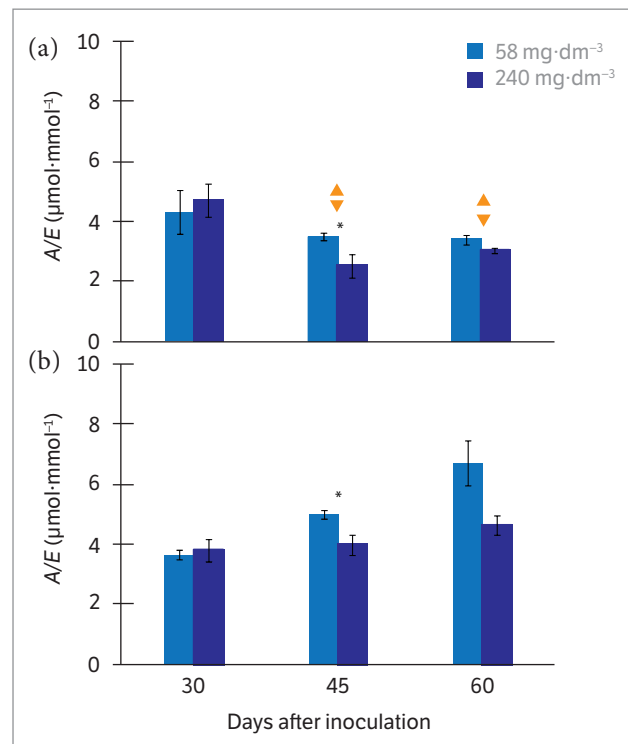 (a)
58 mg·dm⁻³
240 mg·dm⁻³
A/E (µmol·mmol⁻¹)
10
8
6
4
2
0
*
(b)
A/E (µmol·mmol⁻¹)
10
8
6
4
2
0
*
30 45 60
Days after inoculation